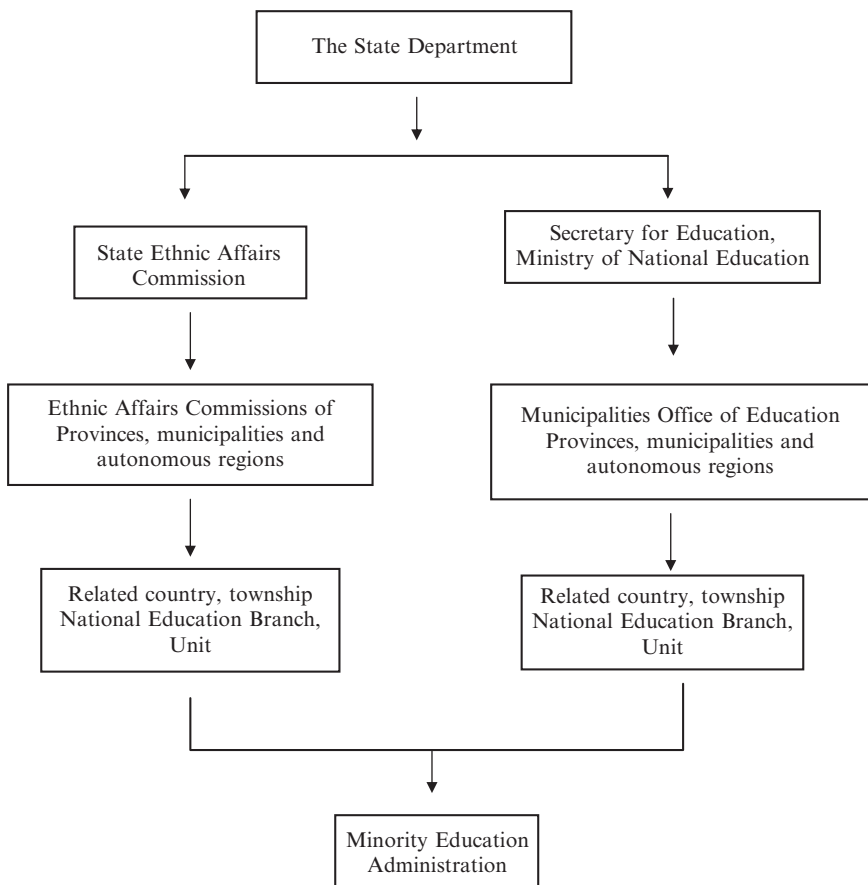 The State Department
State Ethnic Affairs
Commission
Secretary for Education,
Ministry of National Education
Ethnic Affairs Commissions of
Provinces, municipalities and
autonomous regions
Municipalities Office of Education
Provinces, municipalities and
autonomous regions
Related country, township
National Education Branch,
Unit
Related country, township
National Education Branch,
Unit
Minority Education
Administration